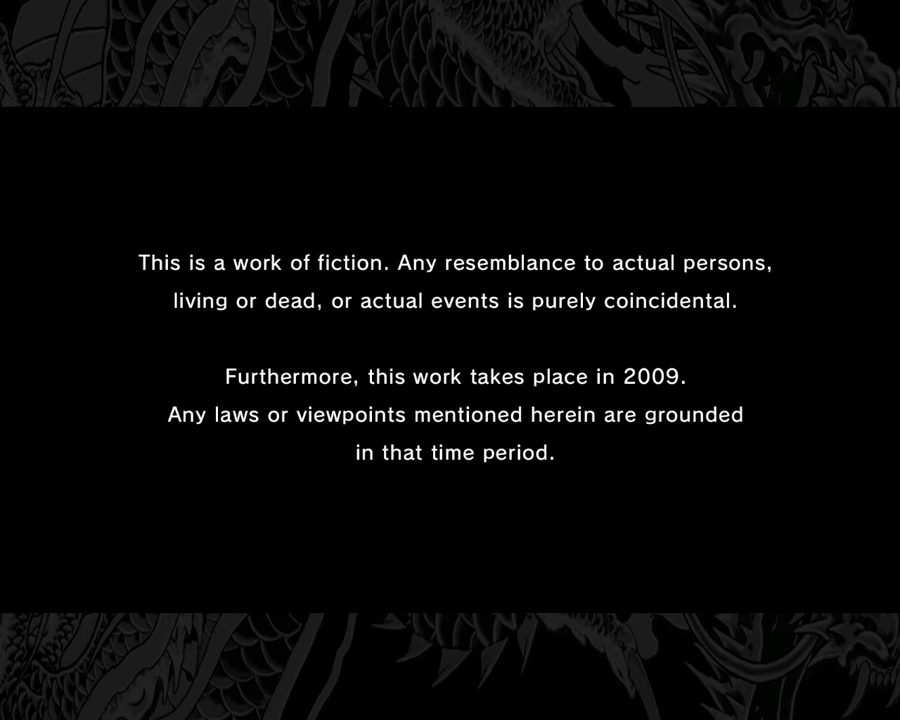 This is a work of fiction. Any resemblance to actual persons,
living or dead, or actual events is purely coincidental.
Furthermore, this work takes place in 2009.
Any laws or viewpoints mentioned herein are grounded
in that time period.